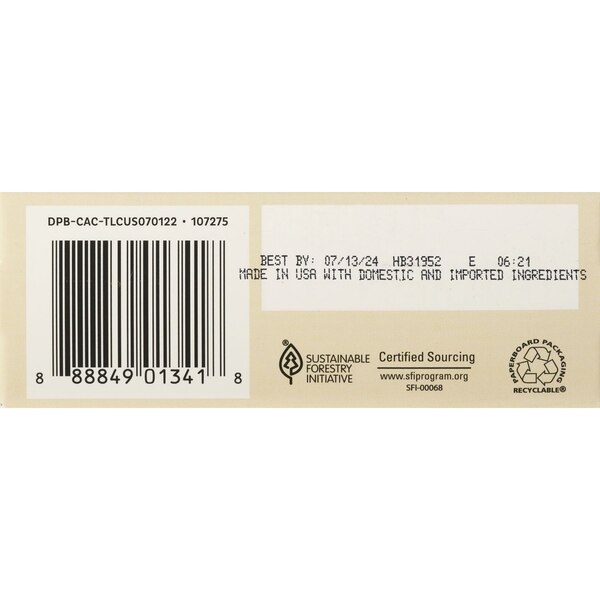 DPB-CAC-TLCUS070122 • 107275
8 88849 01341 8
BEST BY: 07/13/24 HB31952 E 06:21
MADE IN USA WITH DOMESTIC AND IMPORTED INGREDIENTS
®
SUSTAINABLE
FORESTRY
INITIATIVE
Certified Sourcing
www.sfiprogram.org
SFI-00068
PAPERBOARD PACKAGING
RECYCLABLE®